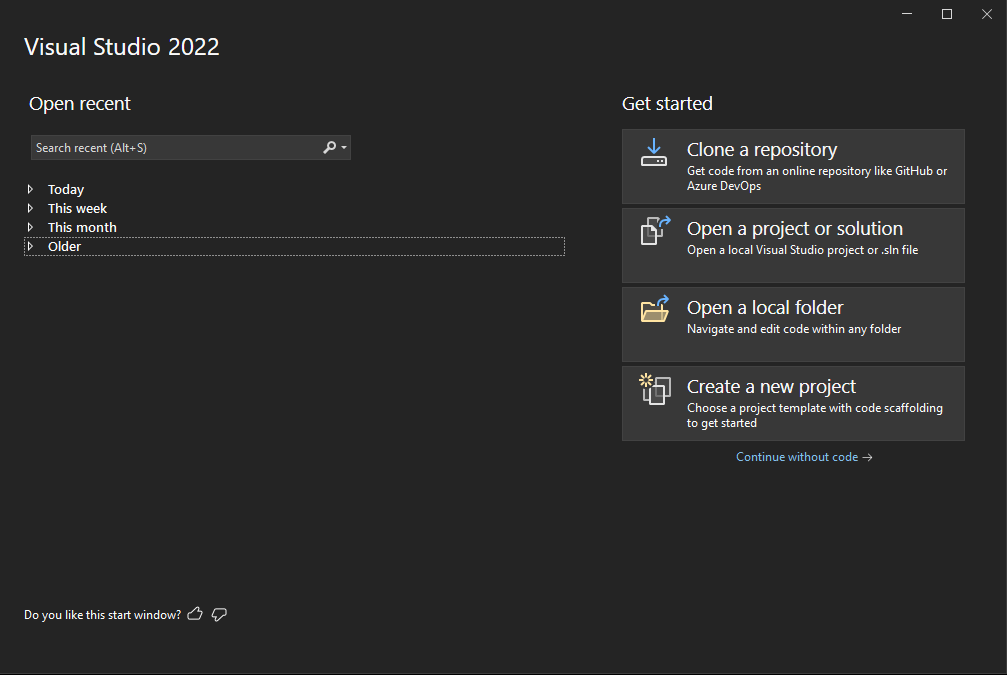 Visual Studio 2022
Open recent
Search recent (Alt+S)
Today
This week
This month
Older
Get started
Clone a repository
Get code from an online repository like GitHub or
Azure DevOps
Open a project or solution
Open a local Visual Studio project or .sln file
Open a local folder
Navigate and edit code within any folder
Create a new project
Choose a project template with code scaffolding
to get started
Continue without code →
Do you like this start window?